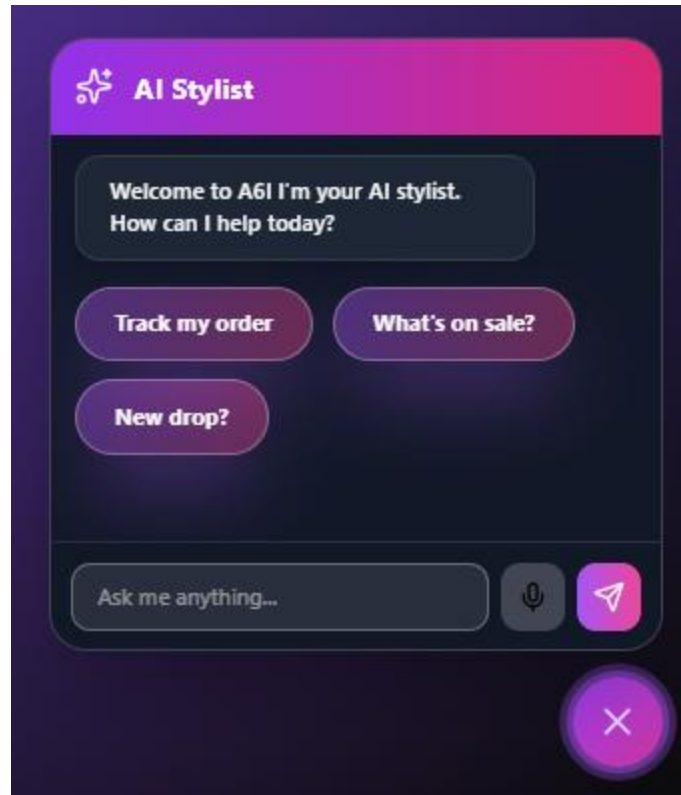 AI Stylist
Welcome to A6I I'm your AI stylist.
How can I help today?
Track my order
What's on sale?
New drop?
Ask me anything...